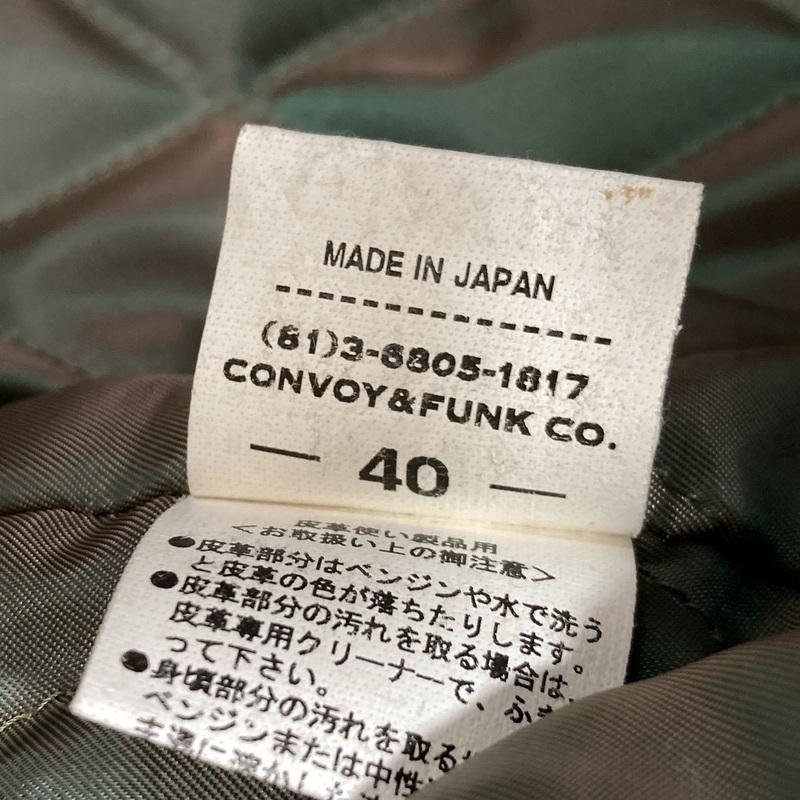 MADE IN JAPAN
(81)3-6805-1817
CONVOY&FUNK CO.
— 40 —
皮革使い製品用
<お取扱い上の御注意>
●皮革部分はベンジンや水で洗う
と皮革の色が落ちたりします。
●皮革部分の汚れを取る場合は、
皮革専用クリーナーで、ふき
って下さい。
●身頃部分の汚れを取る
ベンジンまたは中性